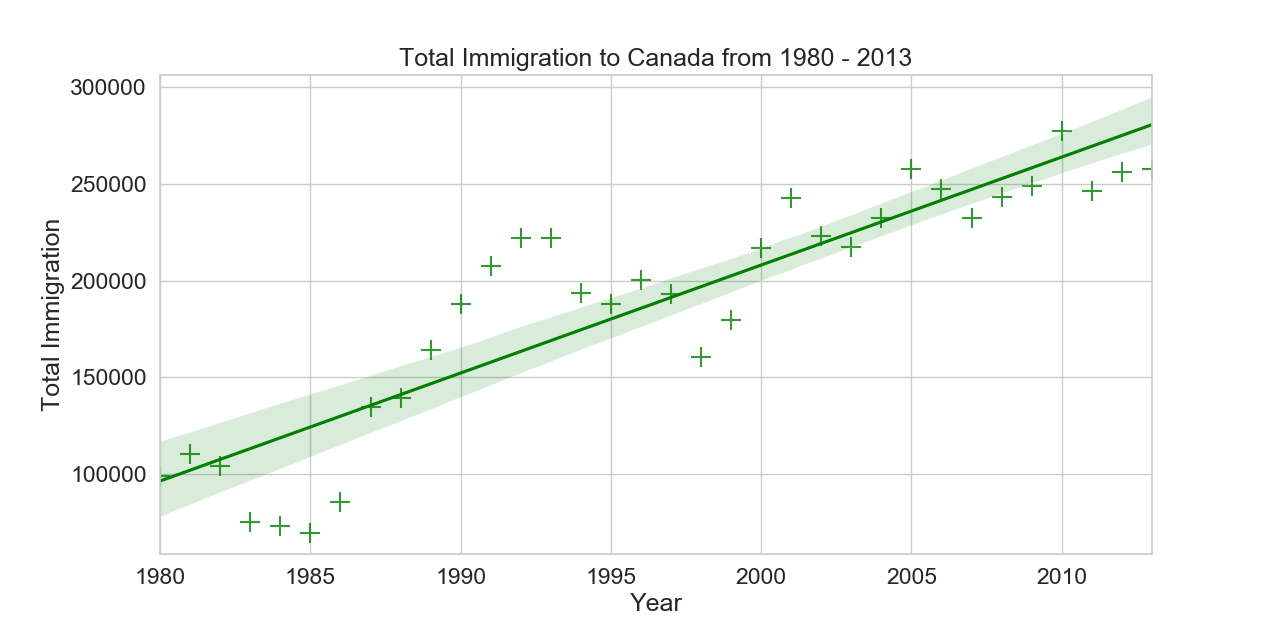 Total Immigration to Canada from 1980 - 2013
300000
250000
200000
150000
100000
Total Immigration
1980 1985 1990 1995 2000 2005 2010
Year